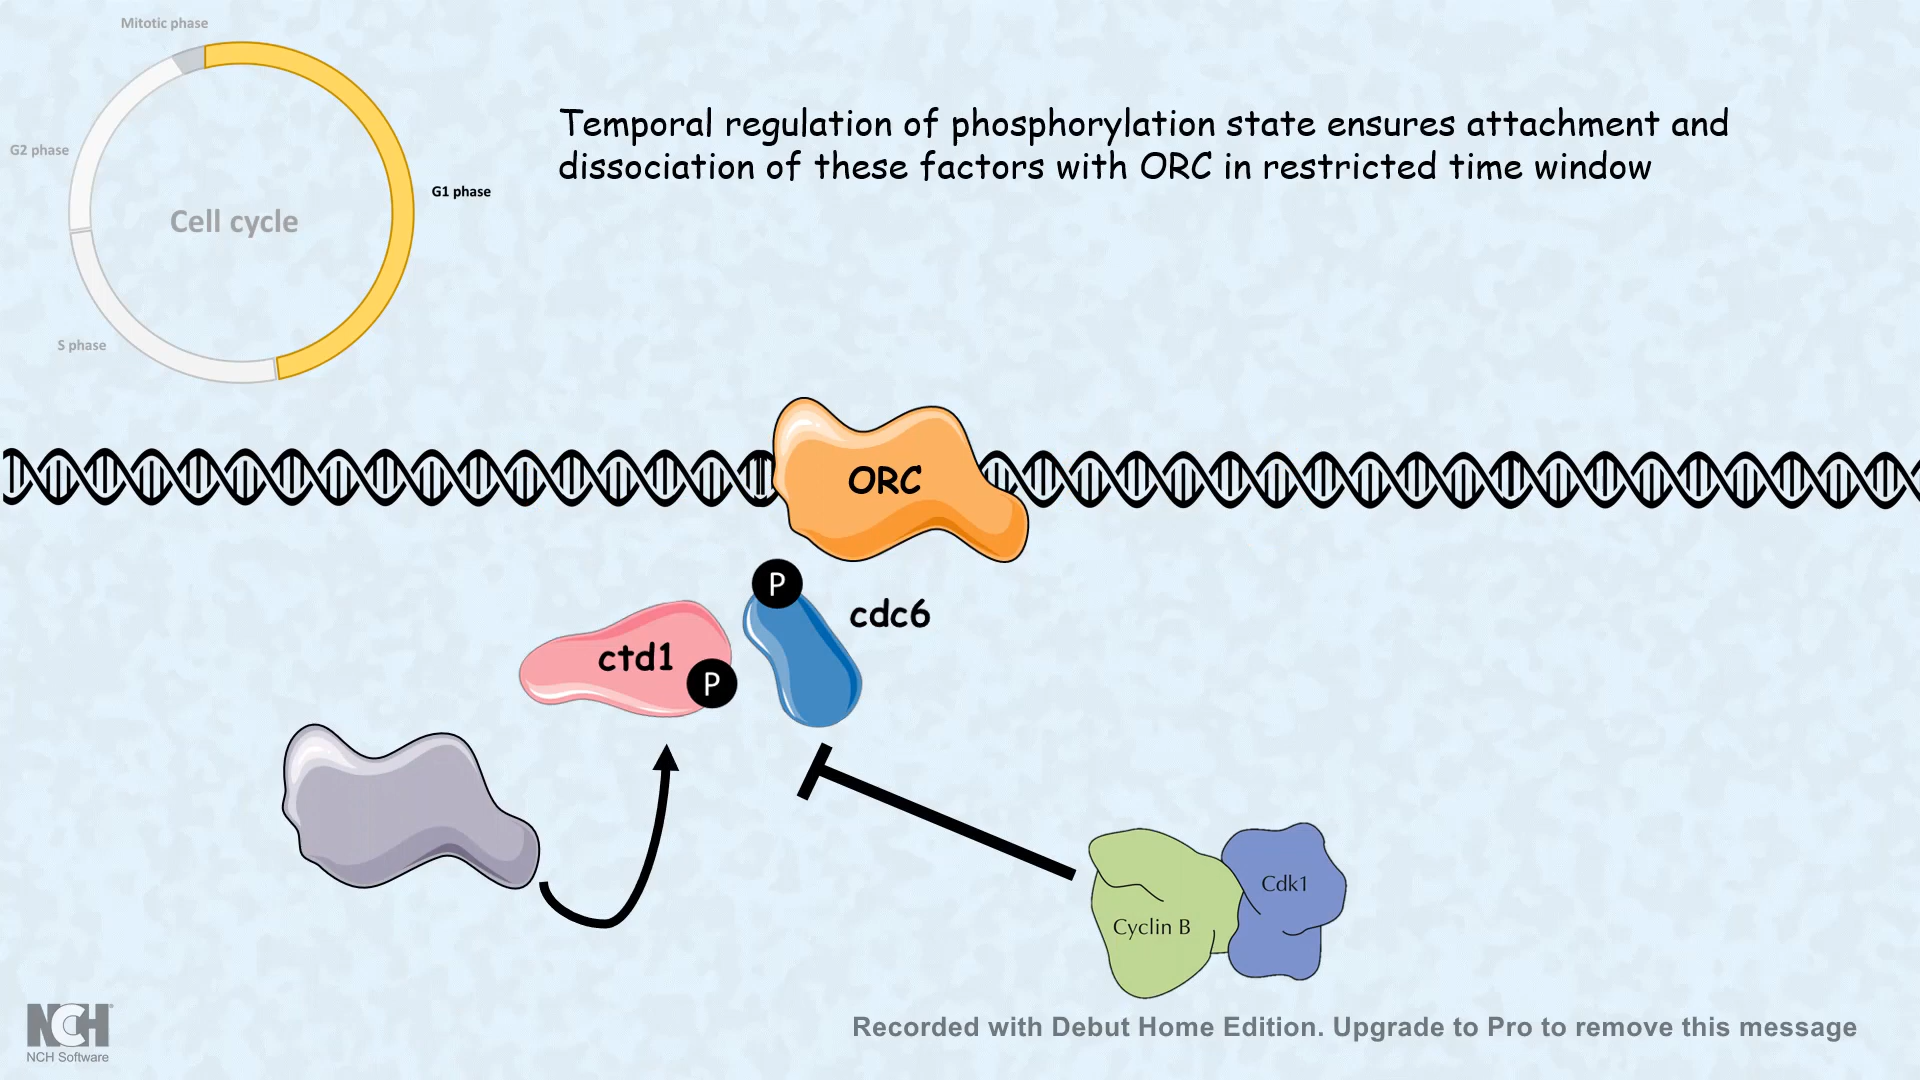 Mitotic phase
G2 phase
G1 phase
Cell cycle
S phase
Temporal regulation of phosphorylation state ensures attachment and
dissociation of these factors with ORC in restricted time window
ORC
P
cdc6
ctd1
P
Cdk1
Cyclin B
NCH
NCH Software
Recorded with Debut Home Edition. Upgrade to Pro to remove this message